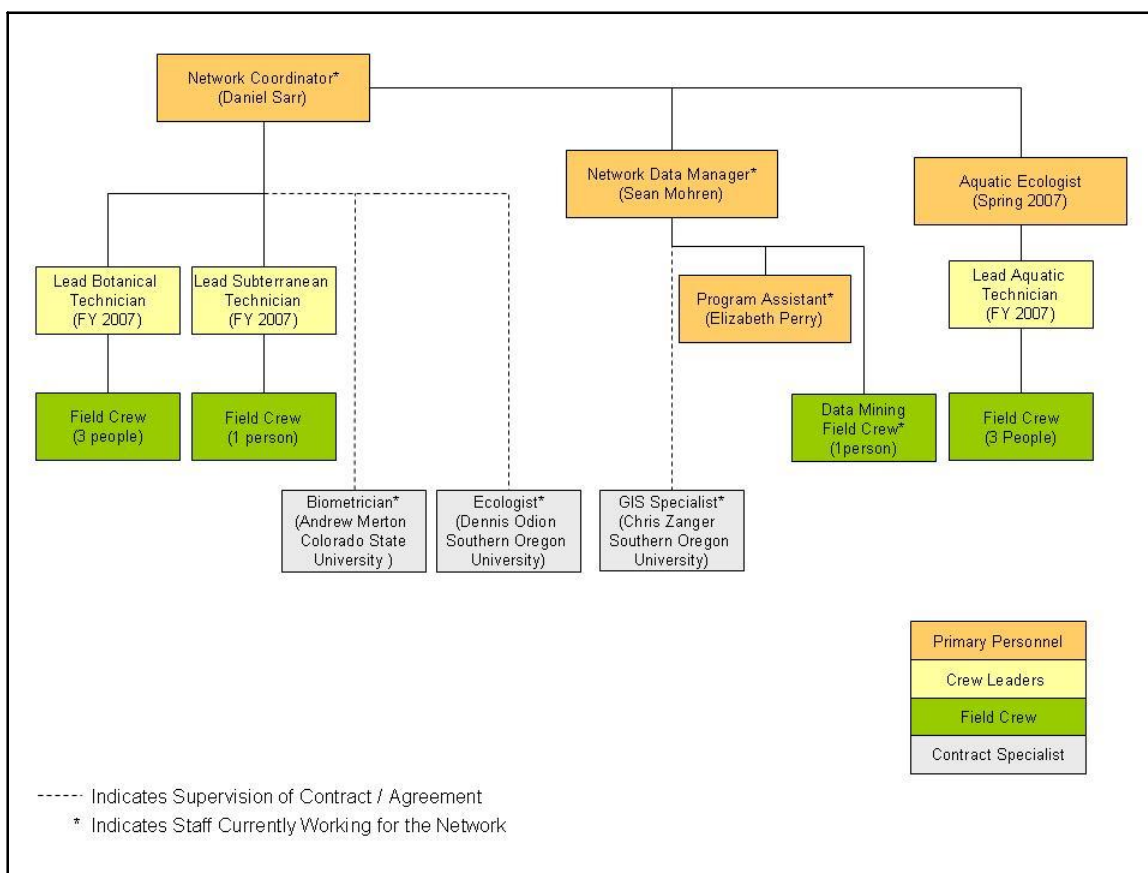 Network Coordinator*
(Daniel Sarr)
Network Data Manager*
(Sean Mohren)
Aquatic Ecologist
(Spring 2007)
Lead Botanical
Technician
(FY 2007)
Lead Subterranean
Technician
(FY 2007)
Program Assistant*
(Elizabeth Perry)
Lead Aquatic
Technician
(FY 2007)
Field Crew
(3 people)
Field Crew
(1 person)
Data Mining
Field Crew*
(1person)
Field Crew
(3 People)
Biometrician*
(Andrew Merton
Colorado State
University )
Ecologist*
(Dennis Odion
Southern Oregon
University)
GIS Specialist*
(Chris Zanger
Southern Oregon
University)
Primary Personnel
Crew Leaders
Field Crew
Contract Specialist
----- Indicates Supervision of Contract / Agreement
* Indicates Staff Currently Working for the Network